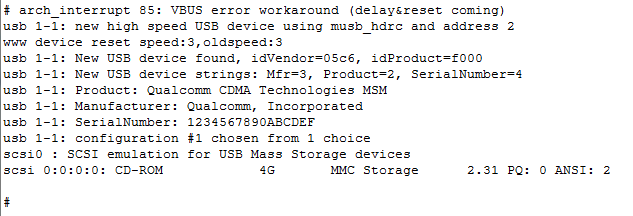 # arch_interrupt 85: VBUS error workaround (delay&reset coming)
usb 1-1: new high speed USB device using musb_hdrc and address 2
www device reset speed:3,oldspeed:3
usb 1-1: New USB device found, idVendor=05c6, idProduct=f000
usb 1-1: New USB device strings: Mfr=3, Product=2, SerialNumber=4
usb 1-1: Product: Qualcomm CDMA Technologies MSM
usb 1-1: Manufacturer: Qualcomm, Incorporated
usb 1-1: SerialNumber: 1234567890ABCDEF
usb 1-1: configuration #1 chosen from 1 choice
scsi0 : SCSI emulation for USB Mass Storage devices
scsi 0:0:0:0: CD-ROM            4G       MMC Storage      2.31 PQ: 0 ANSI: 2
#